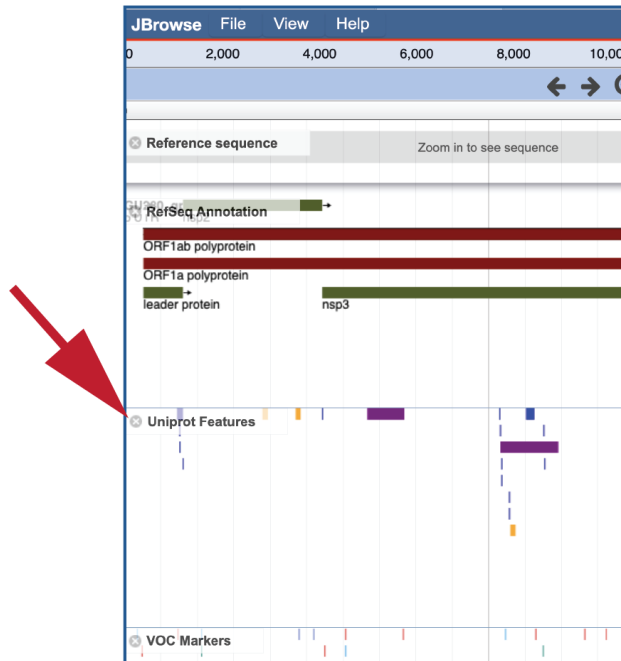 JBrowse File View Help
0 2,000 4,000 6,000 8,000 10,00
Reference sequence
Zoom in to see sequence
RefSeq Annotation
ORF1ab polyprotein
ORF1a polyprotein
leader protein nsp3
Uniprot Features
VOC Markers